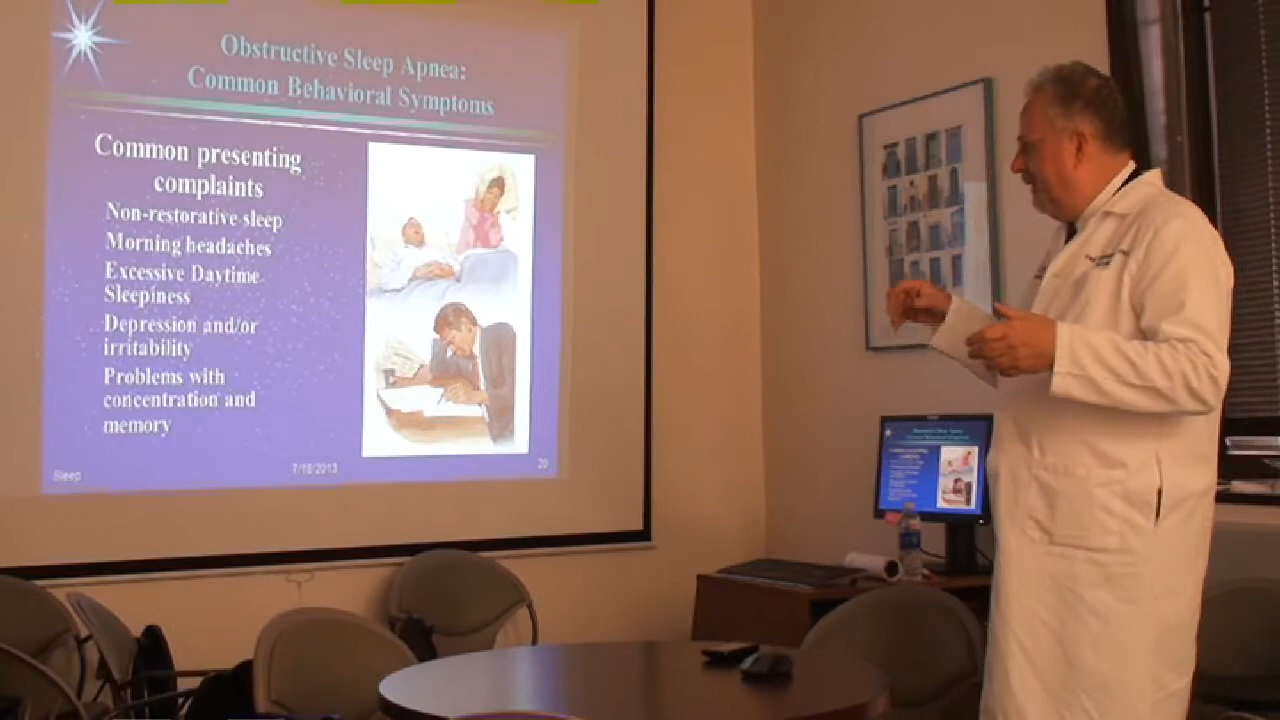 Obstructive Sleep Apnea:
Common Behavioral Symptoms
Common presenting
complaints
Non-restorative sleep
Morning headaches
Excessive Daytime
Sleepiness
Depression and/or
irritability
Problems with
concentration and
memory
Sleep
7/18/2013
20